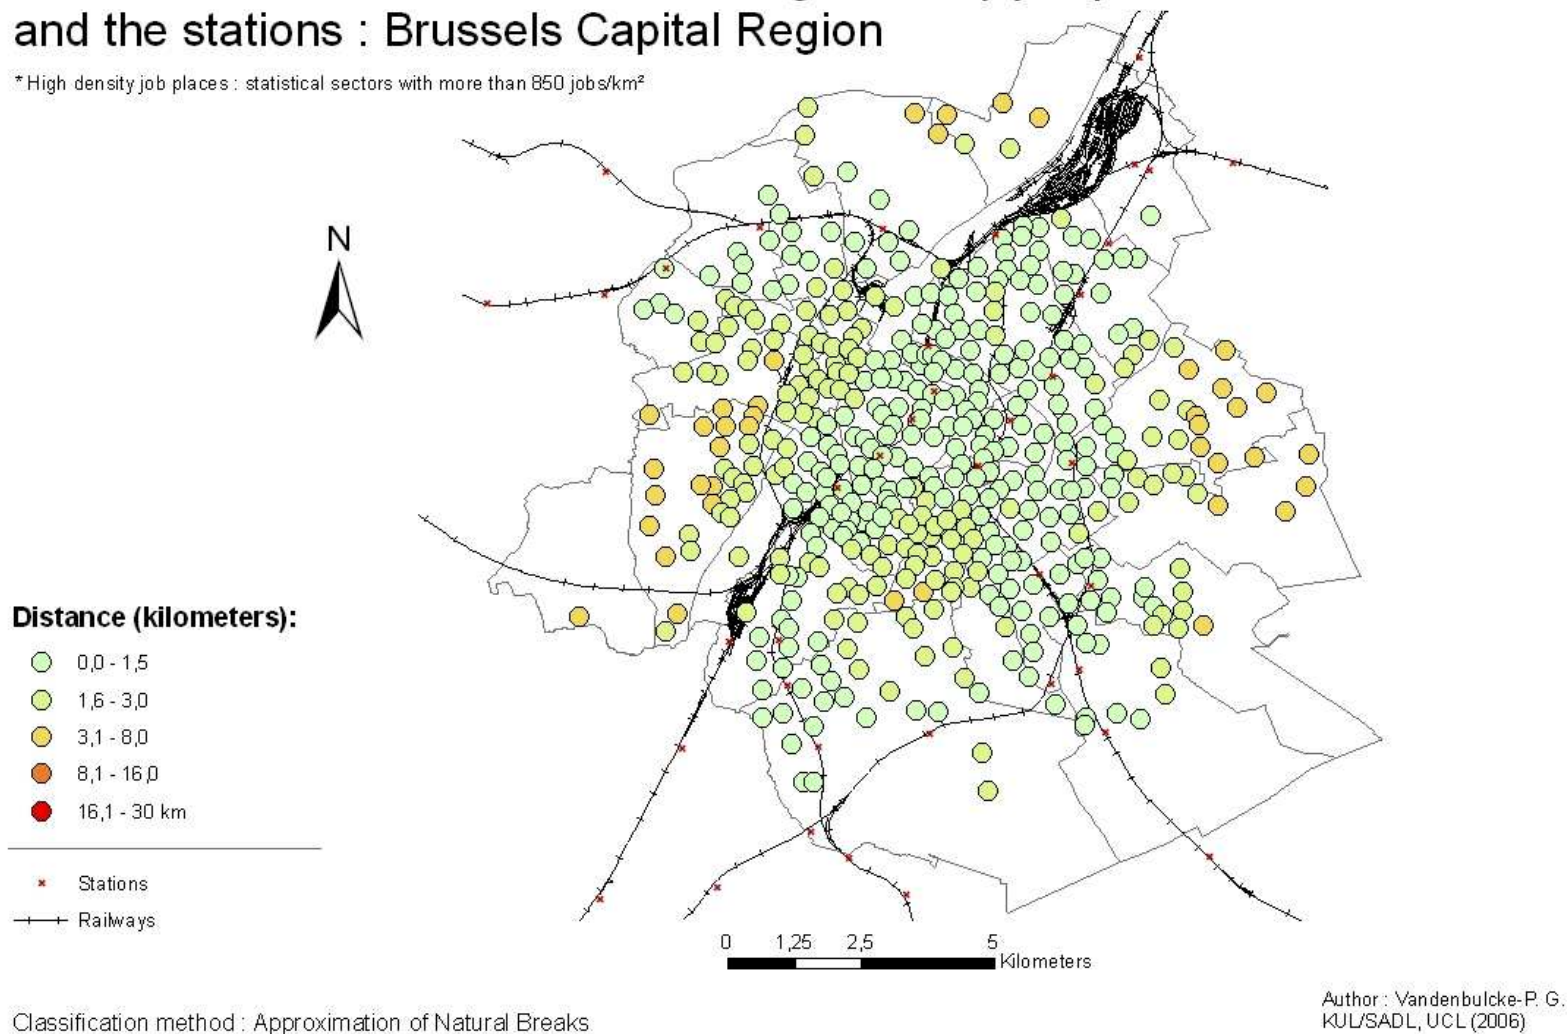 and the stations : Brussels Capital Region
* High density job places : statistical sectors with more than 850 jobs/km²
N
Distance (kilometers):
0,0 - 1,5
1,6 - 3,0
3,1 - 8,0
8,1 - 16,0
16,1 - 30 km
Stations
Railways
0 1,25 2,5 5
Kilometers
Classification method : Approximation of Natural Breaks
Author : Vandenbulcke-P. G.
KUL/SADL, UCL (2006)